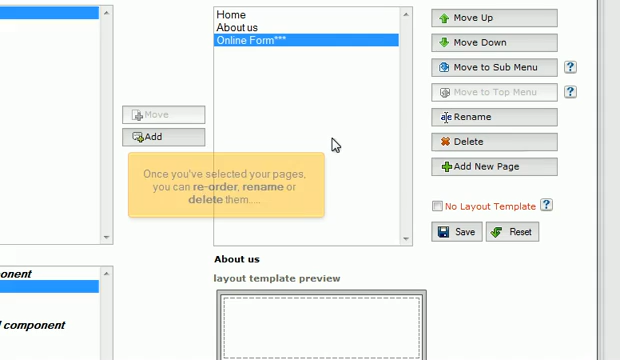 Home
About us
Online Form***
Move
Add
Once you've selected your pages,
you can re-order, rename or
delete them.....
Move Up
Move Down
Move to Sub Menu
?
Move to Top Menu
?
Rename
Delete
Add New Page
No Layout Template
?
Save
Reset
About us
layout template preview
onent
component